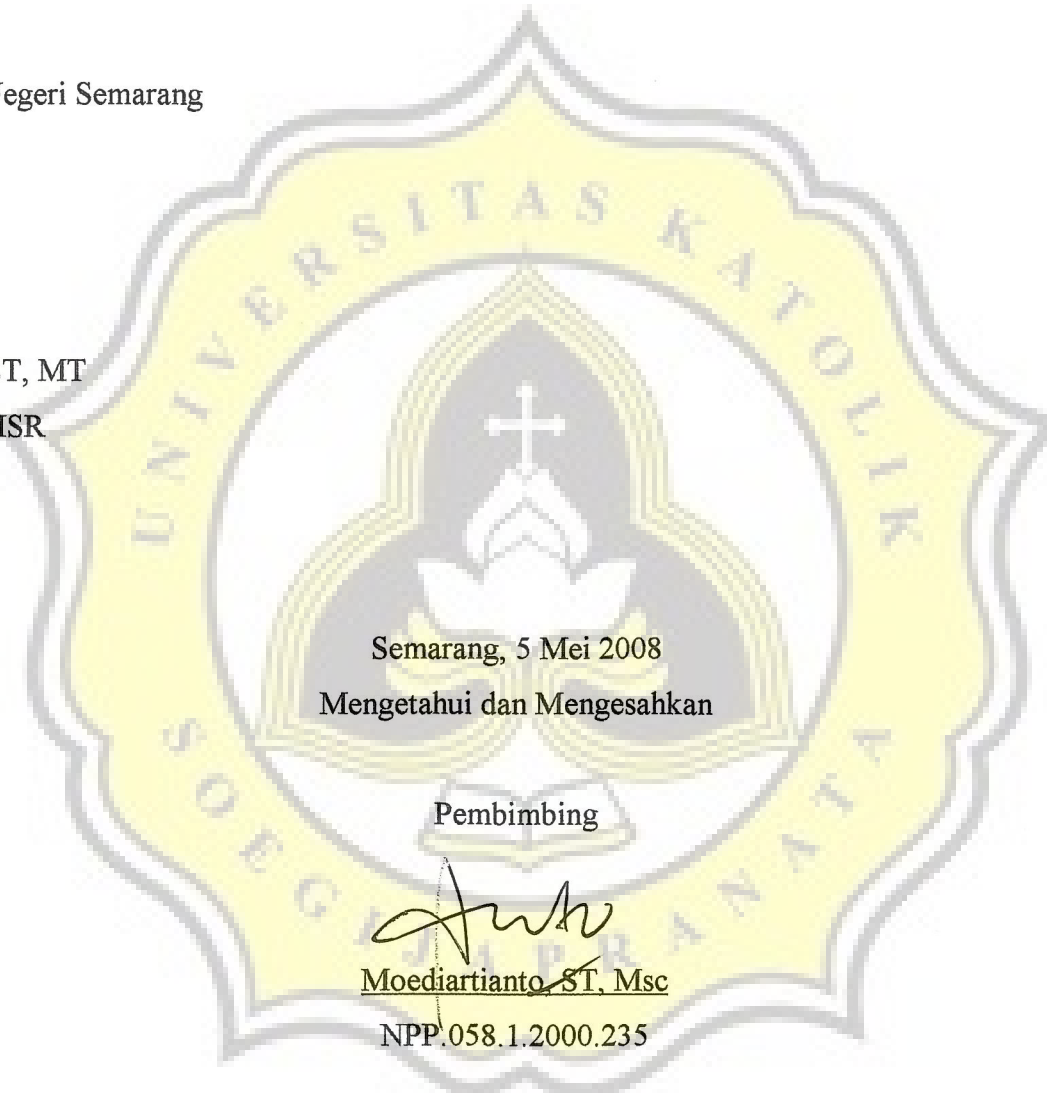 Negeri Semarang
UNIVERSITAS KATOLIK
T, MT
ISR
Semarang, 5 Mei 2008
Mengetahui dan Mengesahkan
Pembimbing
Moediartianto, ST, Msc
NPP.058.1.2000.235
SOEGIJAPRANATA